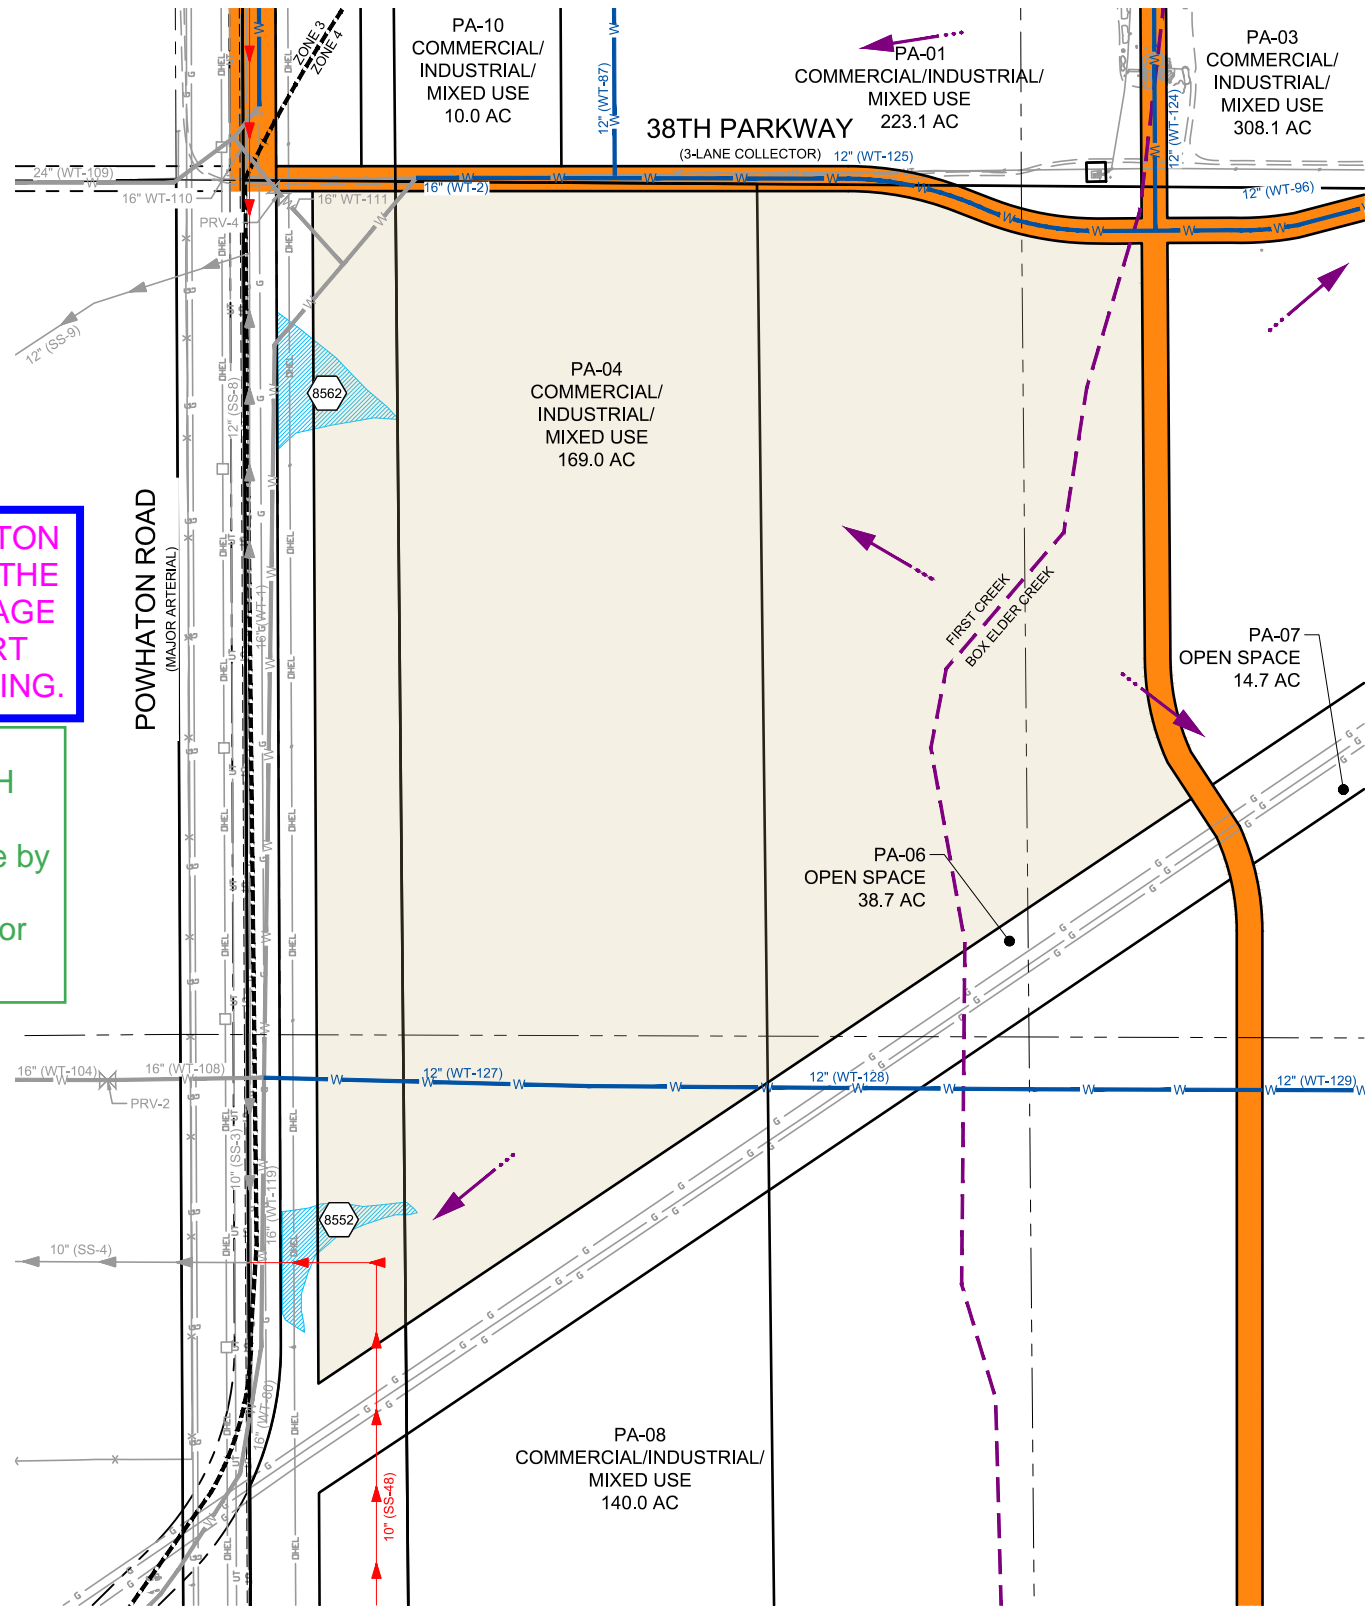 ZONE 3
ZONE 4
PA-10
COMMERCIAL/
INDUSTRIAL/
MIXED USE
10.0 AC
12" (WT-87)
PA-01
COMMERCIAL/INDUSTRIAL/
MIXED USE
223.1 AC
PA-03
COMMERCIAL/
INDUSTRIAL/
MIXED USE
308.1 AC
12" (WT-124)
38TH PARKWAY
(3-LANE COLLECTOR)
12" (WT-125)
24" (WT-109)
16" WT-110
16" WT-111
16" (WT-2)
12" (WT-96)
PRV-4
12" (SS-9)
8562
12" (SS-8)
PA-04
COMMERCIAL/
INDUSTRIAL/
MIXED USE
169.0 AC
POWHATON ROAD
(MAJOR ARTERIAL)
16" (WT-1)
TON
THE
AGE
RT
ING.
H
e by
or
FIRST CREEK
BOX ELDER CREEK
PA-07
OPEN SPACE
14.7 AC
PA-06
OPEN SPACE
38.7 AC
16" (WT-104)
16" (WT-108)
12" (WT-127)
12" (WT-128)
12" (WT-129)
PRV-2
10" (SS-3)
16" (WT-119)
8552
10" (SS-4)
16" (WT-80)
10" (SS-48)
PA-08
COMMERCIAL/INDUSTRIAL/
MIXED USE
140.0 AC